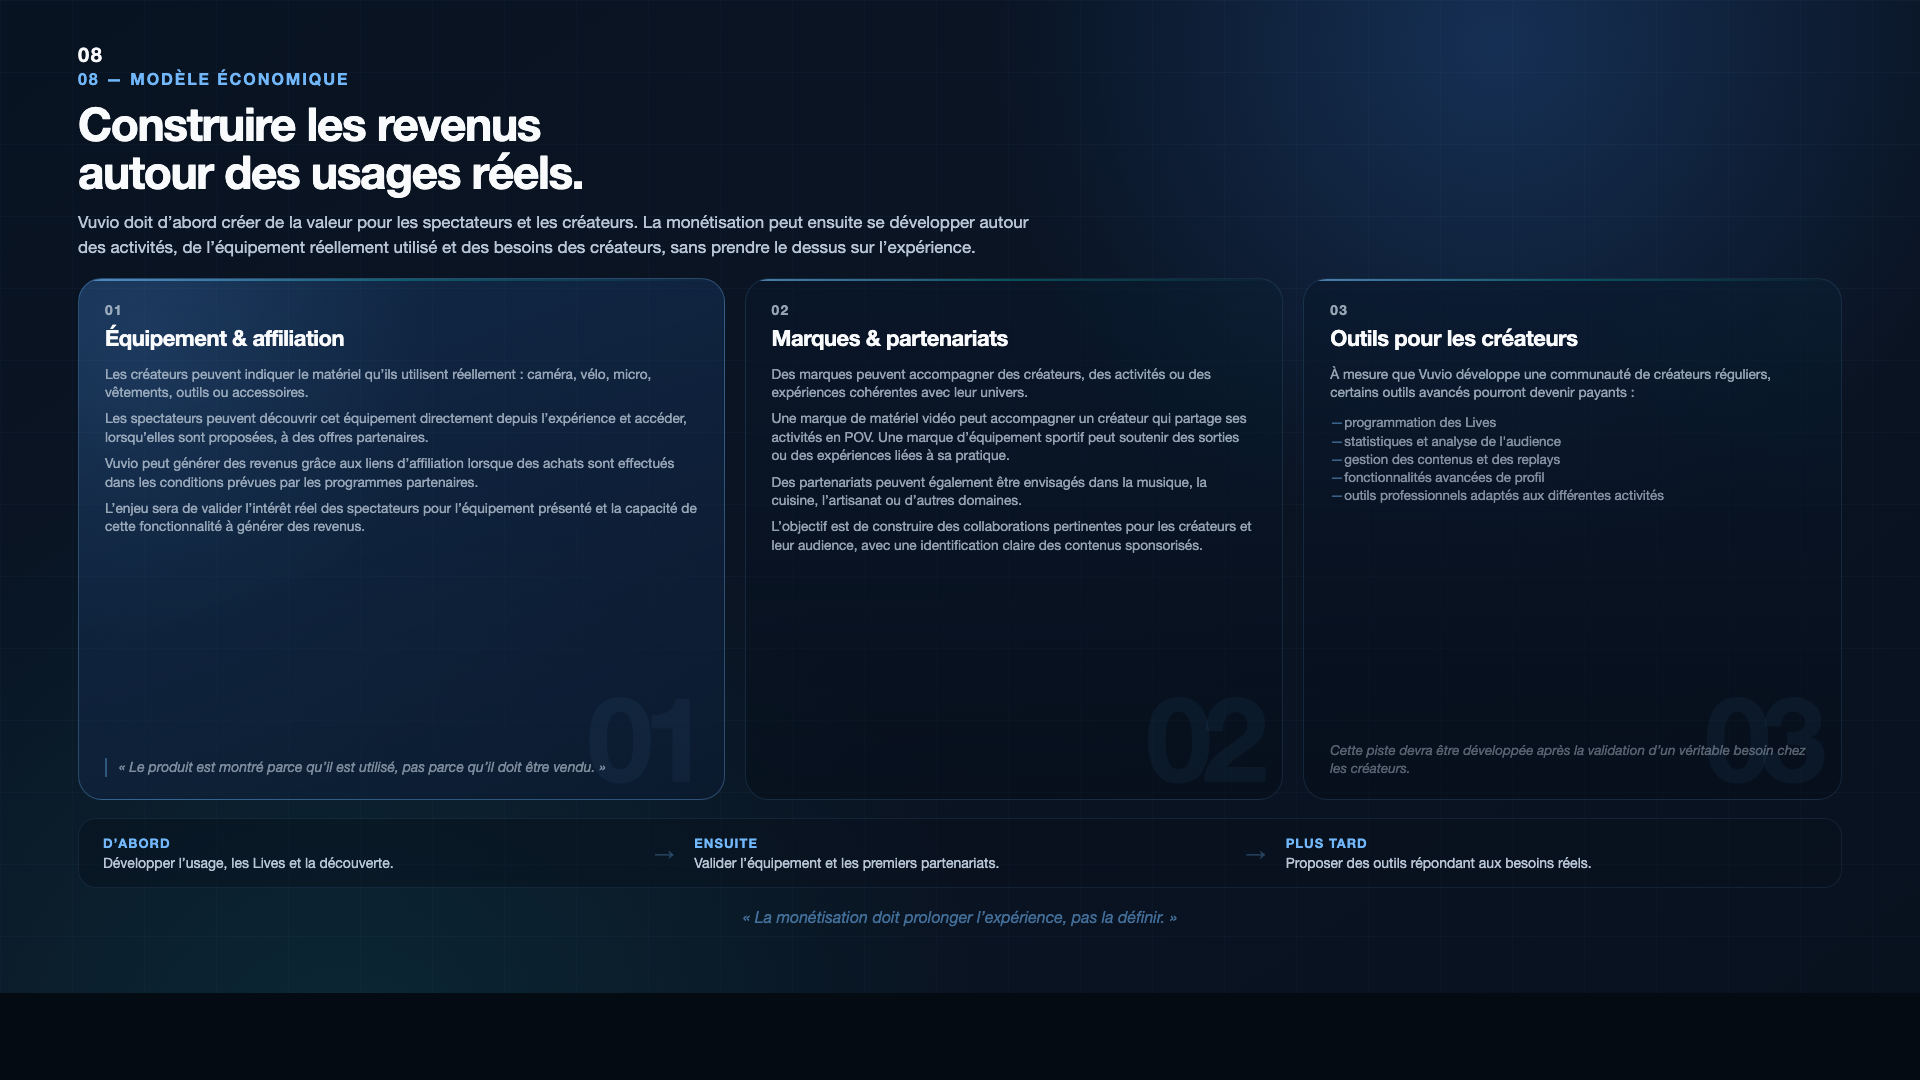 08
08 — MODÈLE ÉCONOMIQUE
Construire les revenus
autour des usages réels.
Vuvio doit d’abord créer de la valeur pour les spectateurs et les créateurs. La monétisation peut ensuite se développer autour
des activités, de l’équipement réellement utilisé et des besoins des créateurs, sans prendre le dessus sur l’expérience.
01
Équipement & affiliation
Les créateurs peuvent indiquer le matériel qu’ils utilisent réellement : caméra, vélo, micro,
vêtements, outils ou accessoires.
Les spectateurs peuvent découvrir cet équipement directement depuis l’expérience et accéder,
lorsqu’elles sont proposées, à des offres partenaires.
Vuvio peut générer des revenus grâce aux liens d’affiliation lorsque des achats sont effectués
dans les conditions prévues par les programmes partenaires.
L’enjeu sera de valider l’intérêt réel des spectateurs pour l’équipement présenté et la capacité de
cette fonctionnalité à générer des revenus.
« Le produit est montré parce qu’il est utilisé, pas parce qu’il doit être vendu. »
01
02
Marques & partenariats
Des marques peuvent accompagner des créateurs, des activités ou des
expériences cohérentes avec leur univers.
Une marque de matériel vidéo peut accompagner un créateur qui partage ses
activités en POV. Une marque d’équipement sportif peut soutenir des sorties
ou des expériences liées à sa pratique.
Des partenariats peuvent également être envisagés dans la musique, la
cuisine, l’artisanat ou d’autres domaines.
L’objectif est de construire des collaborations pertinentes pour les créateurs et
leur audience, avec une identification claire des contenus sponsorisés.
02
03
Outils pour les créateurs
À mesure que Vuvio développe une communauté de créateurs réguliers,
certains outils avancés pourront devenir payants :
— programmation des Lives
— statistiques et analyse de l'audience
— gestion des contenus et des replays
— fonctionnalités avancées de profil
— outils professionnels adaptés aux différentes activités
Cette piste devra être développée après la validation d’un véritable besoin chez
les créateurs.
03
D’ABORD
Développer l’usage, les Lives et la découverte.
→
ENSUITE
Valider l’équipement et les premiers partenariats.
→
PLUS TARD
Proposer des outils répondant aux besoins réels.
« La monétisation doit prolonger l’expérience, pas la définir. »